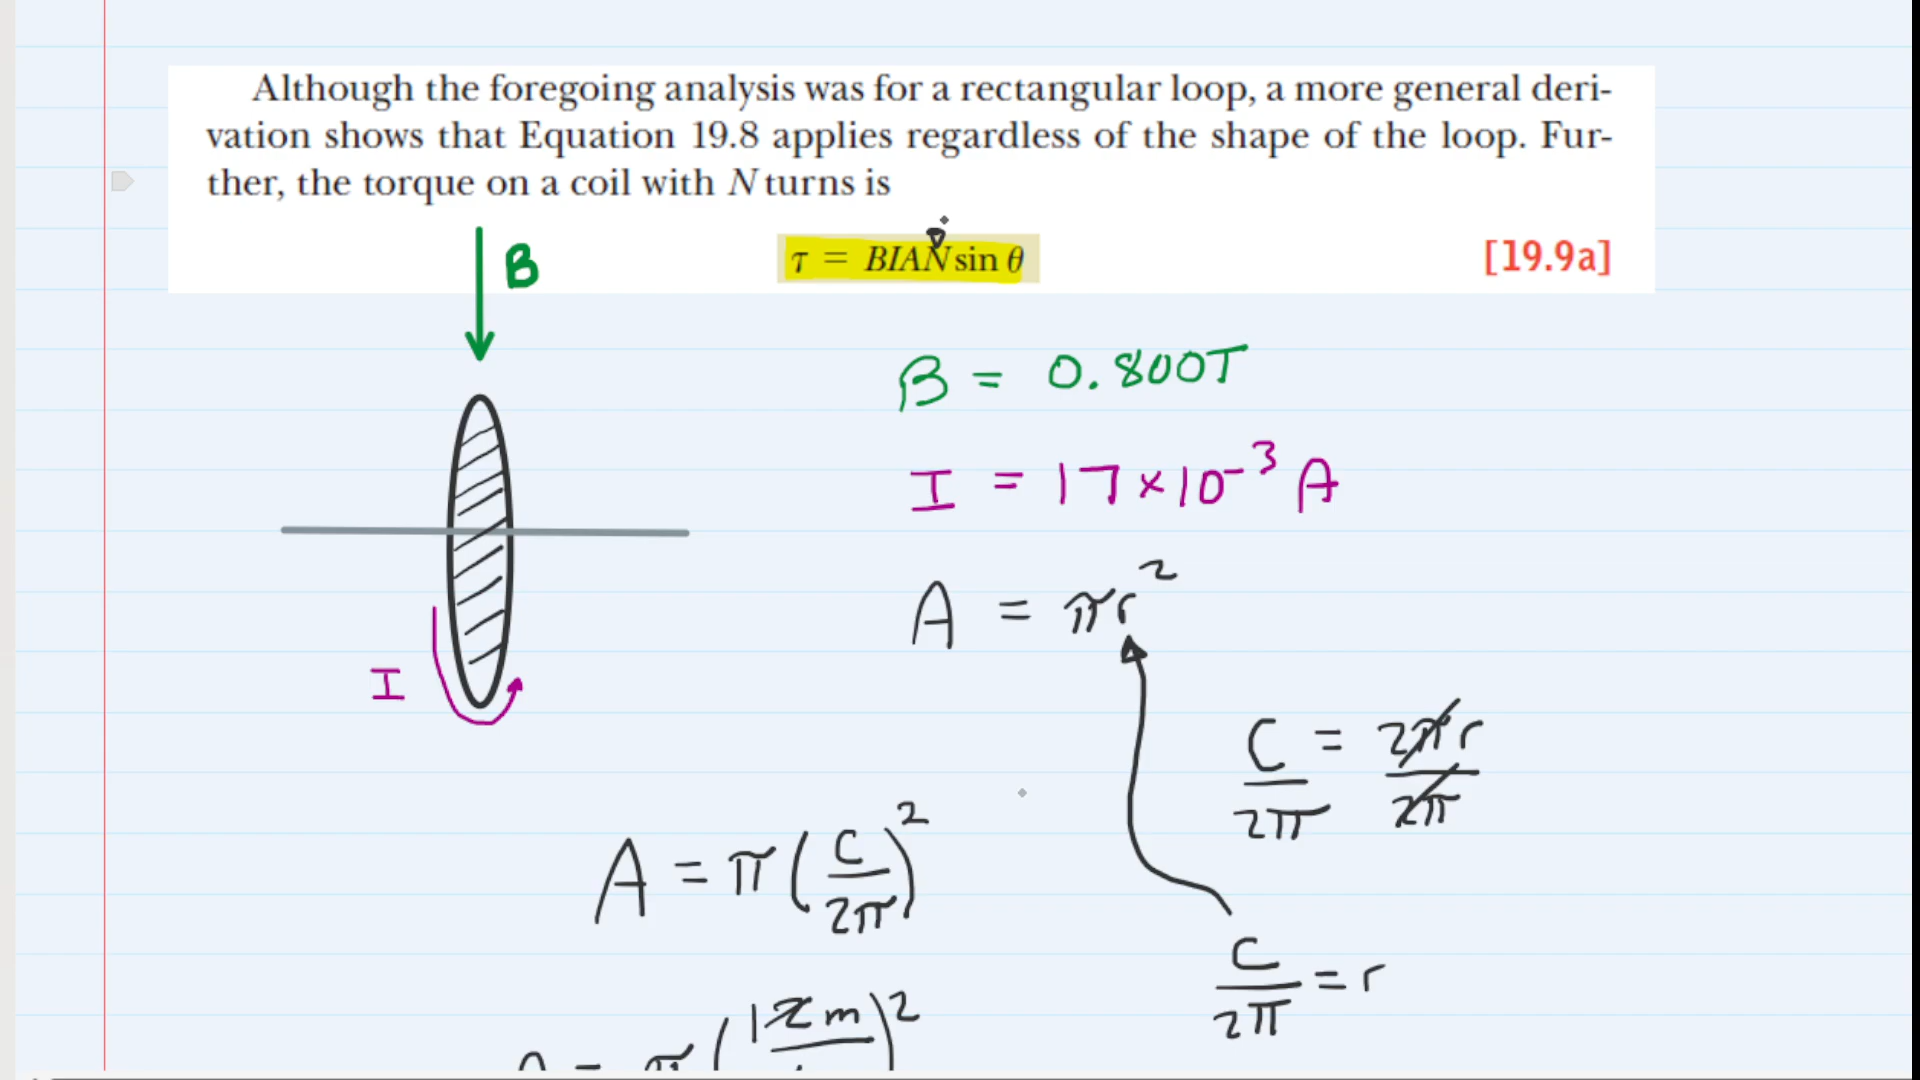 Although the foregoing analysis was for a rectangular loop, a more general deri-
vation shows that Equation 19.8 applies regardless of the shape of the loop. Fur-
ther, the torque on a coil with N turns is
B
τ = BIAN sin θ
[19.9a]
B = 0.800T
I = 17 × 10⁻³ A
A = πr²
I
C = 2πr
2π 2π
A = π(C/2π)²
C/2π = r